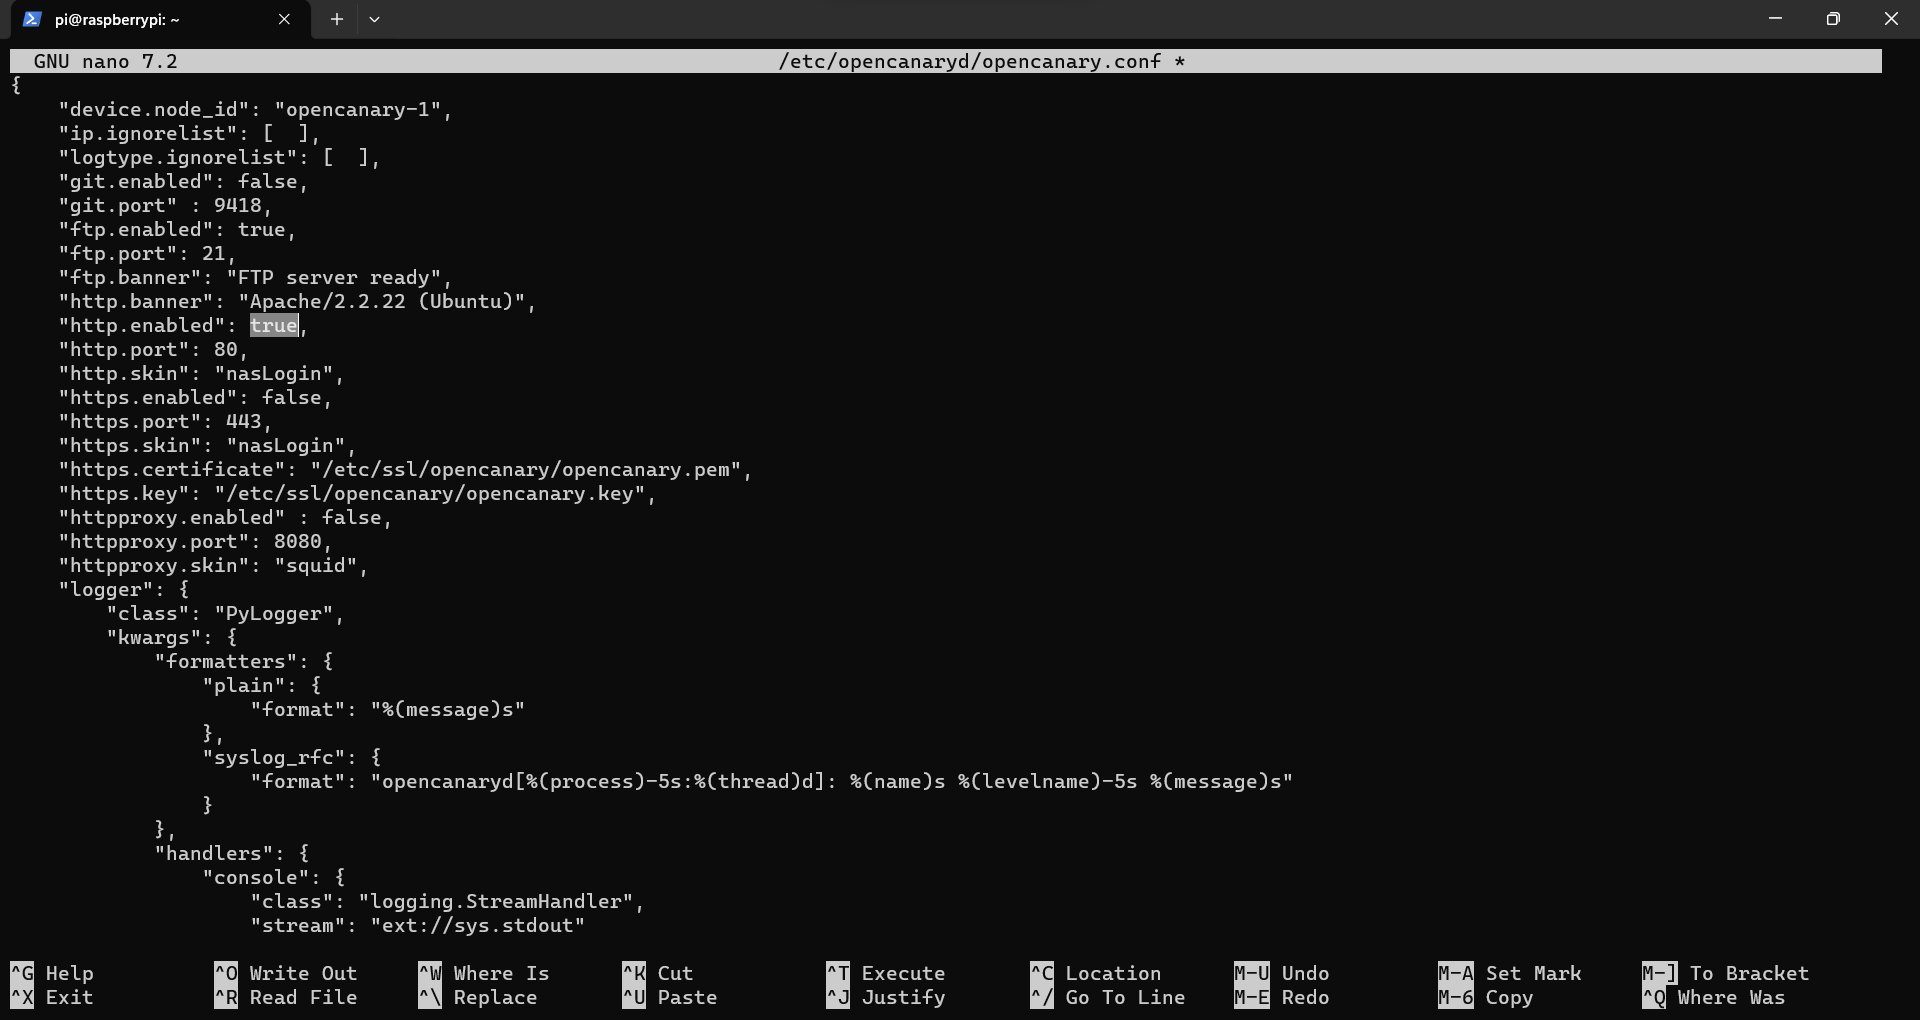 pi@raspberrypi: ~
GNU nano 7.2 /etc/opencanaryd/opencanary.conf *
{
    "device.node_id": "opencanary-1",
    "ip.ignorelist": [  ],
    "logtype.ignorelist": [  ],
    "git.enabled": false,
    "git.port" : 9418,
    "ftp.enabled": true,
    "ftp.port": 21,
    "ftp.banner": "FTP server ready",
    "http.banner": "Apache/2.2.22 (Ubuntu)",
    "http.enabled": true,
    "http.port": 80,
    "http.skin": "nasLogin",
    "https.enabled": false,
    "https.port": 443,
    "https.skin": "nasLogin",
    "https.certificate": "/etc/ssl/opencanary/opencanary.pem",
    "https.key": "/etc/ssl/opencanary/opencanary.key",
    "httpproxy.enabled" : false,
    "httpproxy.port": 8080,
    "httpproxy.skin": "squid",
    "logger": {
        "class": "PyLogger",
        "kwargs": {
            "formatters": {
                "plain": {
                    "format": "%(message)s"
                },
                "syslog_rfc": {
                    "format": "opencanaryd[%(process)-5s:%(thread)d]: %(name)s %(levelname)-5s %(message)s"
                }
            },
            "handlers": {
                "console": {
                    "class": "logging.StreamHandler",
                    "stream": "ext://sys.stdout"
^G Help ^O Write Out ^W Where Is ^K Cut ^T Execute ^C Location M-U Undo M-A Set Mark M-] To Bracket
^X Exit ^R Read File ^\ Replace ^U Paste ^J Justify ^/ Go To Line M-E Redo M-6 Copy ^Q Where Was